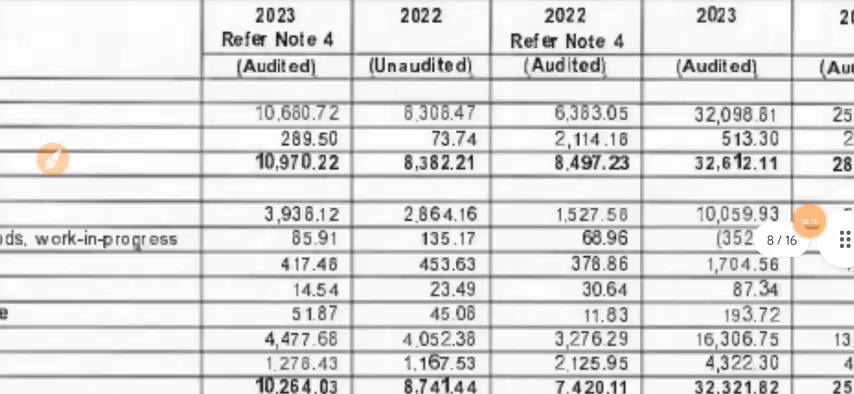 2023 2022 2022 2023
Refer Note 4 Refer Note 4
(Audited) (Unaudited) (Audited) (Audited)
10,680.72 8,308.47 6,383.05 32,098.81
289.50 73.74 2,114.18 513.30
10,970.22 8,382.21 8,497.23 32,612.11
3,938.12 2,864.16 1,527.58 10,059.93
work-in-progress 85.91 135.17 68.96 (352
8 / 16
417.48 453.63 378.86 1,704.56
14.54 23.49 30.64 87.34
51.87 45.08 11.83 193.72
4,477.68 4,052.38 3,276.29 16,306.75 13
1,278.43 1,167.53 2,125.95 4,322.30 4
10,264.03 8,741.44 7,420.11 32,321.82 25